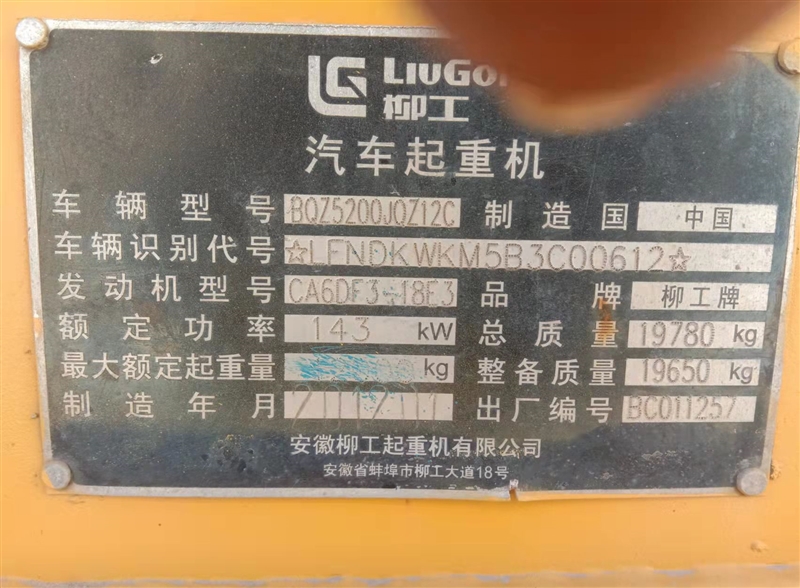 LIUGO
柳工
汽车起重机
车辆型号 BQZ5200JQZ12C 制造国 中国
车辆识别代号 ☆LFNDKWKM5B3C00612☆
发动机型号 CA6DF3-18E3 品牌 柳工牌
额定功率 143 kW 总质量 19780 kg
最大额定起重量 kg 整备质量 19650 kg
制造年月 出厂编号 BC011257
安徽柳工起重机有限公司
安徽省蚌埠市柳工大道18号